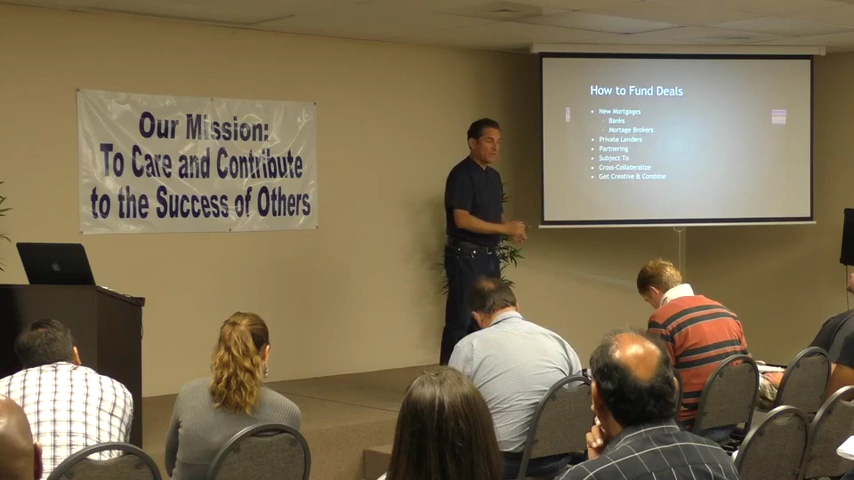 Our Mission:
To Care and Contribute
to the Success of Others
How to Fund Deals
New Mortgages
Banks
Mortage Brokers
Private Lenders
Partnering
Subject To
Cross-Collateralize
Get Creative & Combine